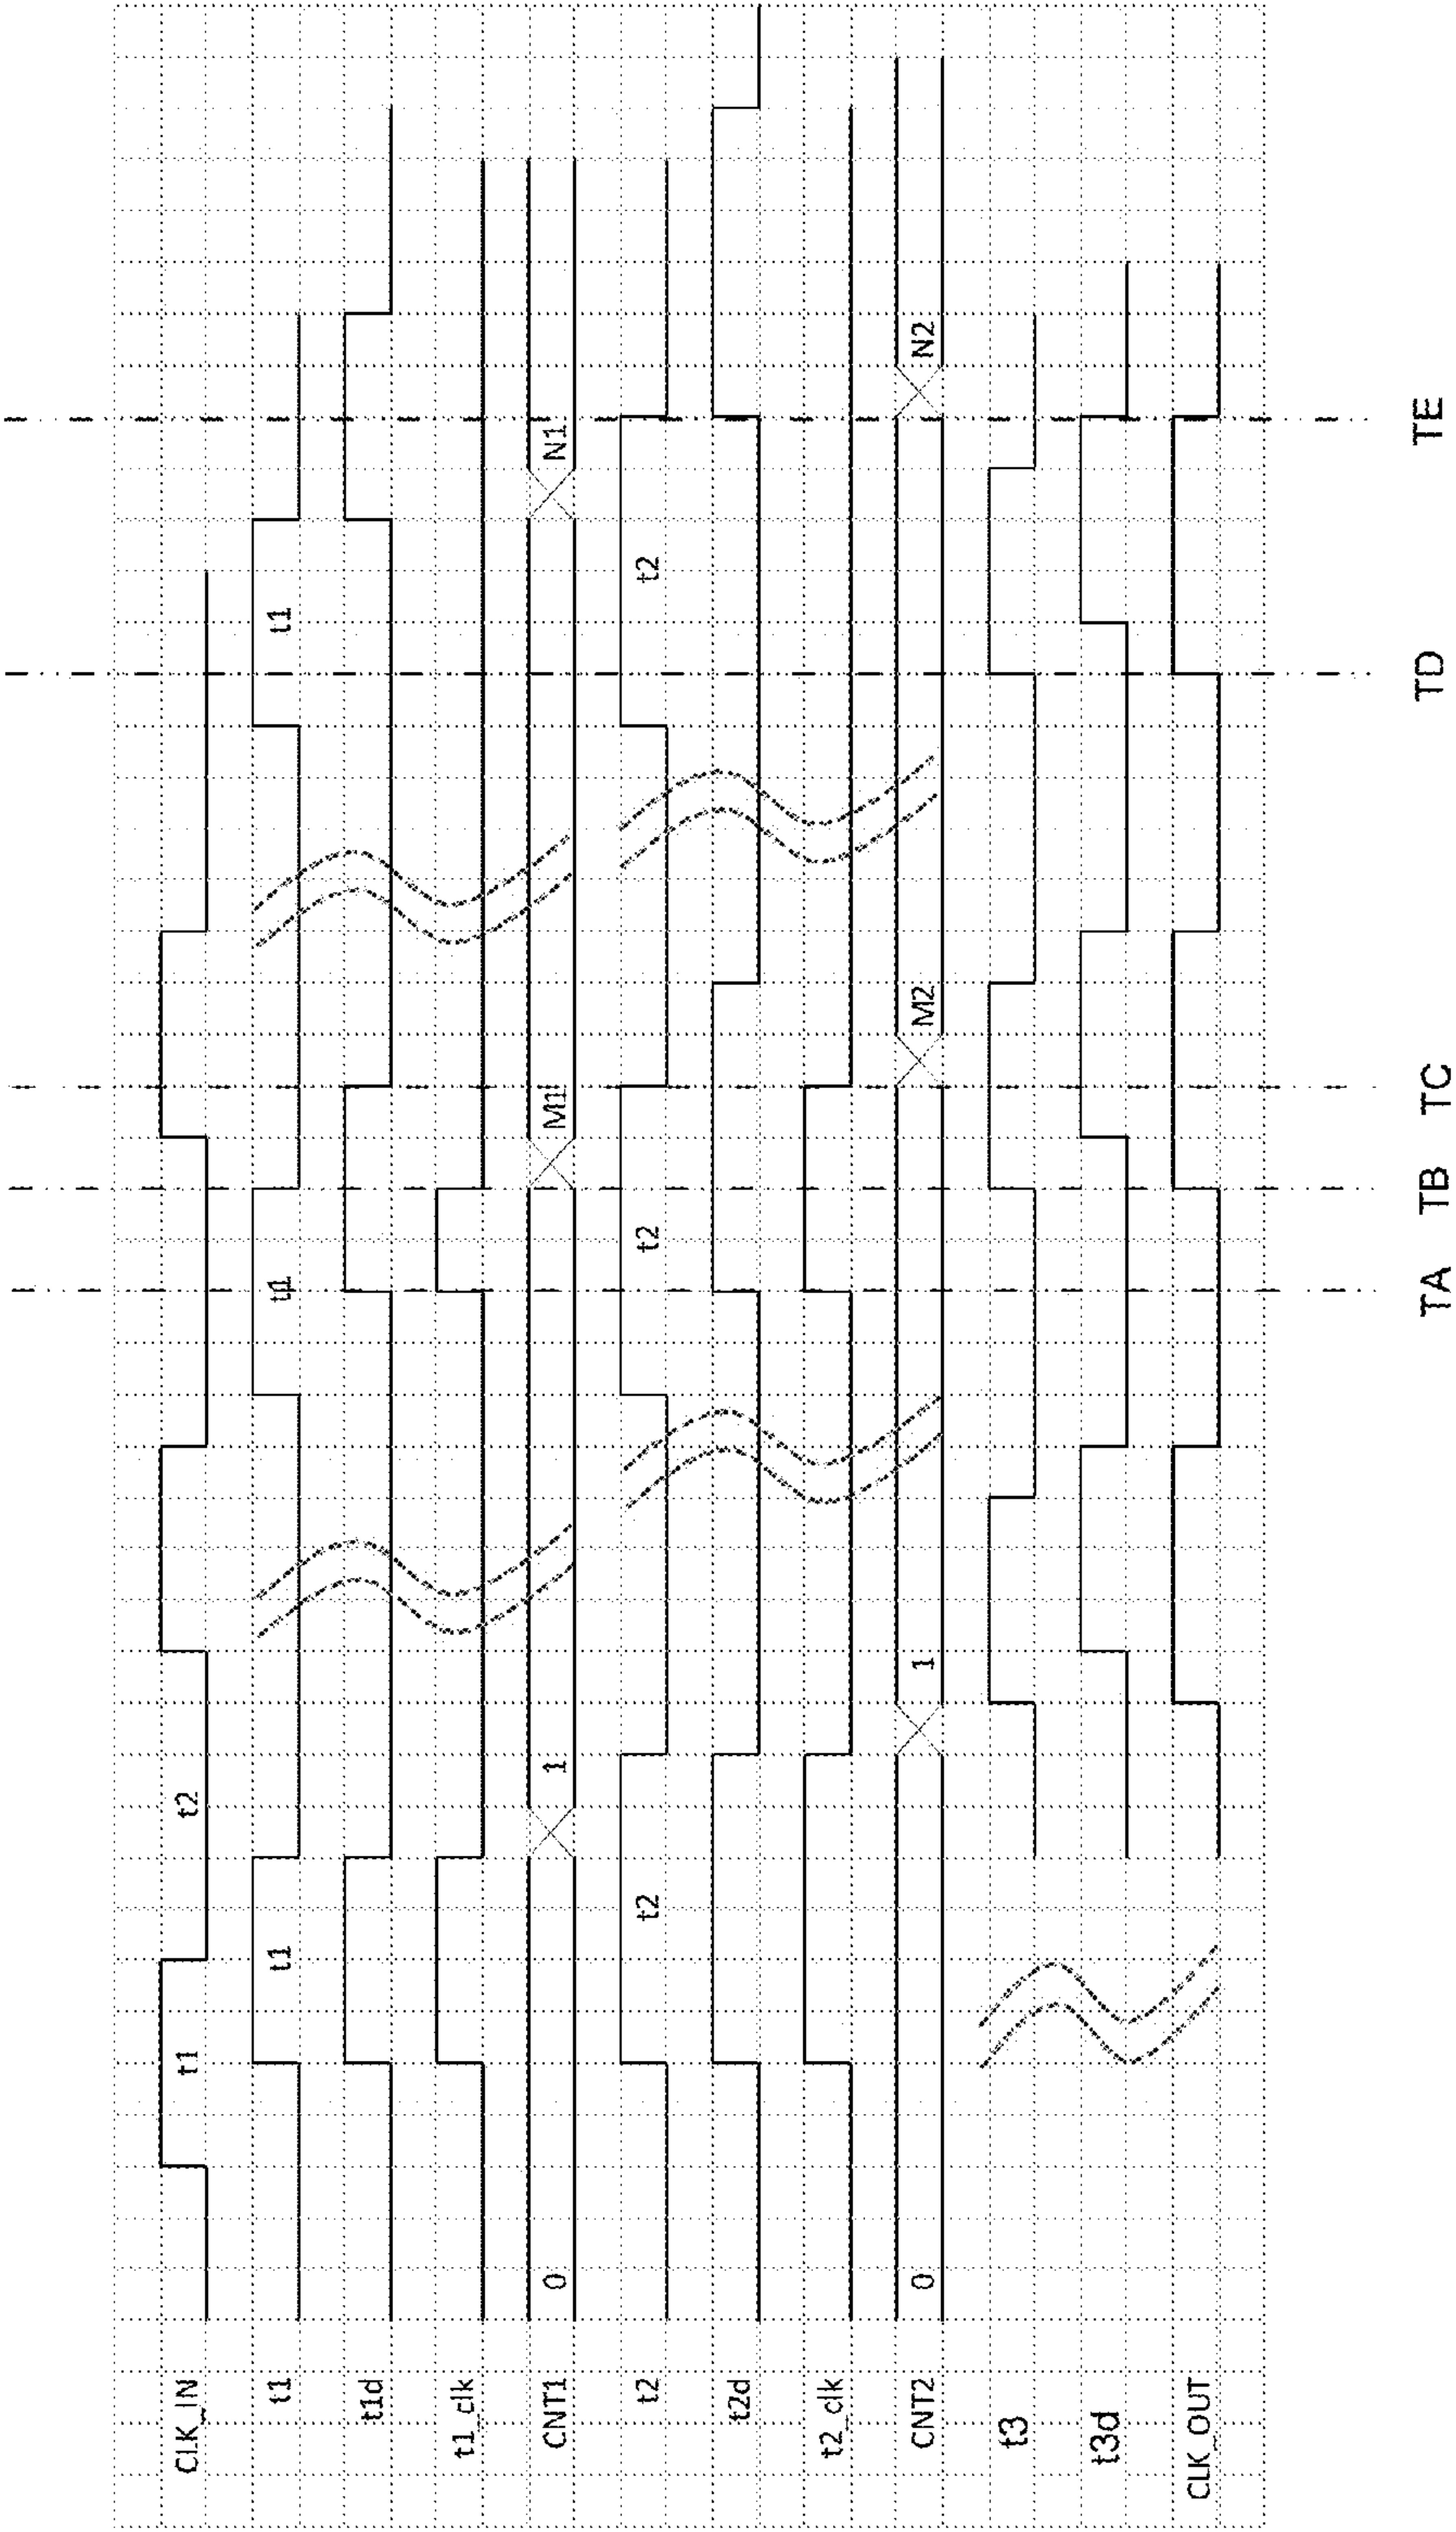 CLK_IN t1 t2
t1 t1 t1 t1
t1d
t1_clk
CNT1 0 1 M1 N1
t2 t2 t2 t2
t2d
t2_clk
CNT2 0 1 M2 N2
t3
t3d
CLK_OUT
TA TB TC TD TE